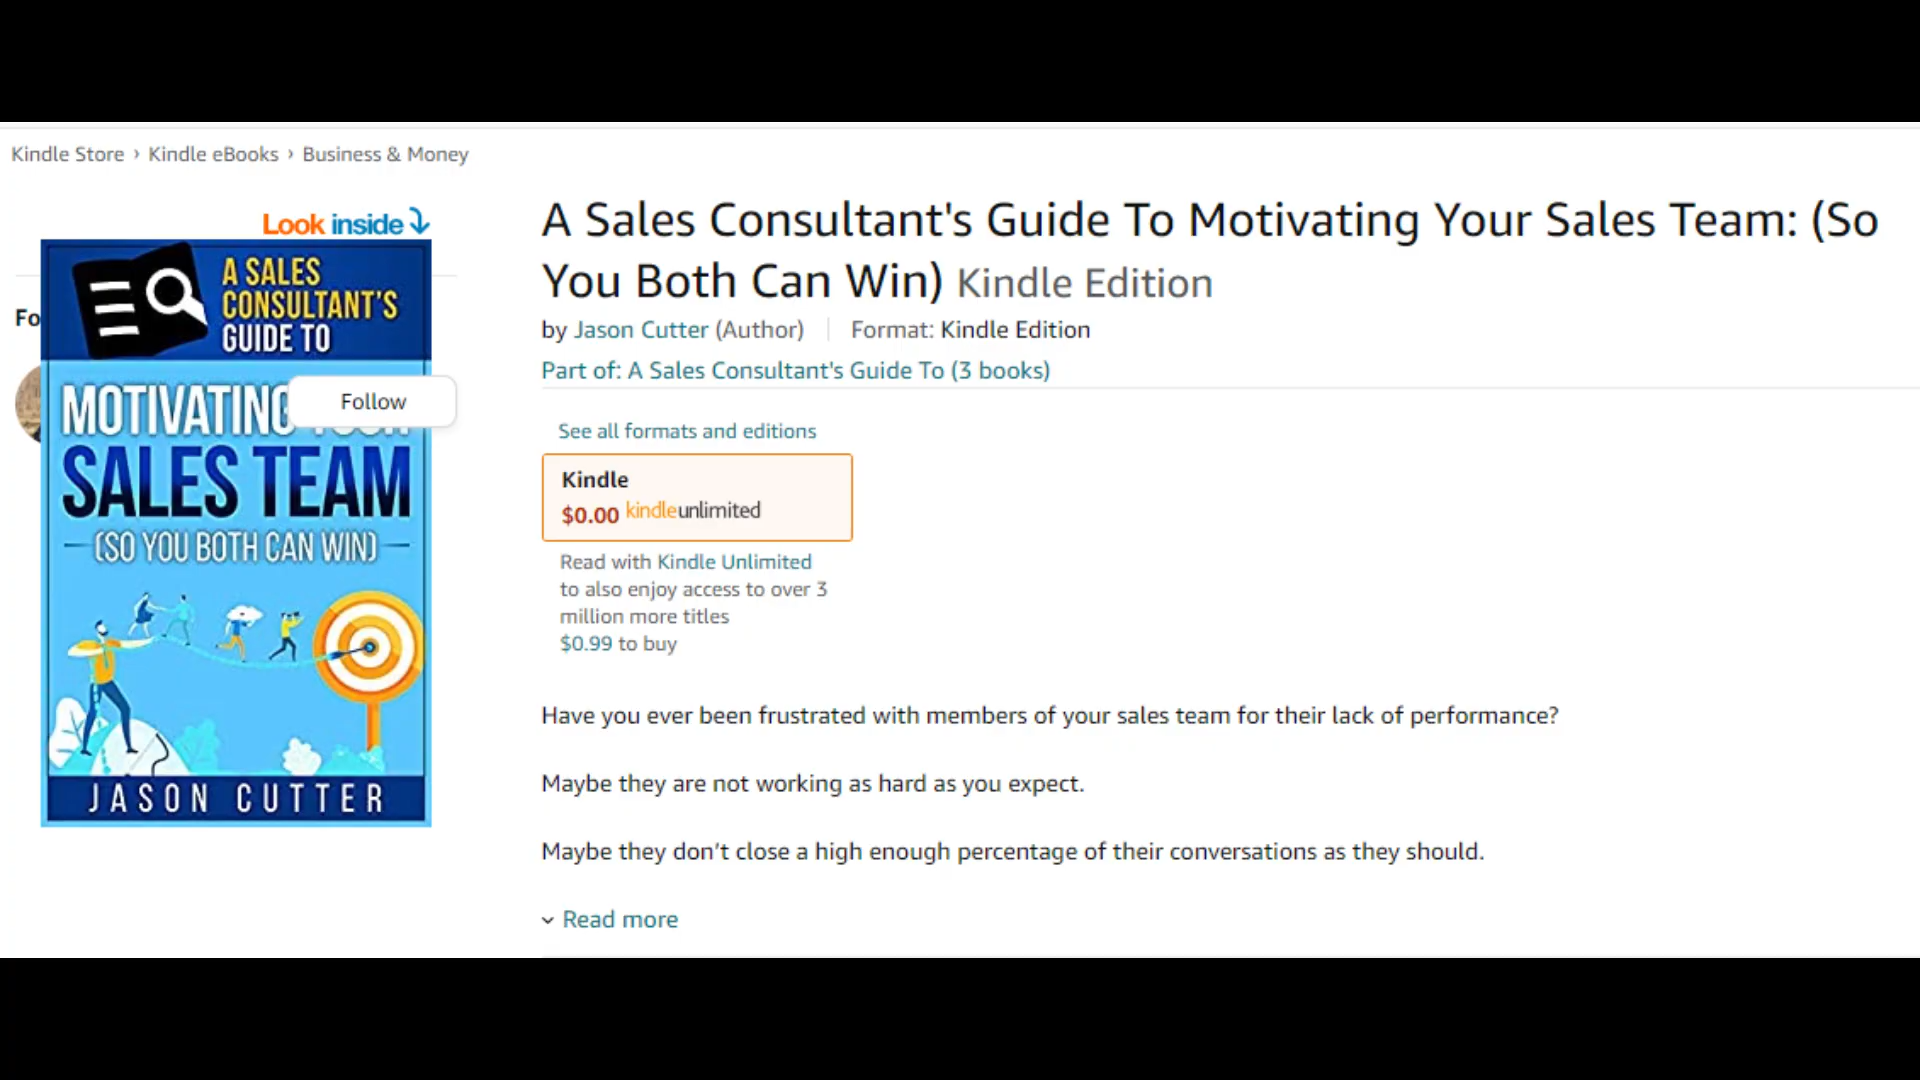 Kindle Store › Kindle eBooks › Business & Money
Look inside
A SALES
CONSULTANT'S
GUIDE TO
Fo
MOTIVATING
Follow
SALES TEAM
(SO YOU BOTH CAN WIN)
JASON CUTTER
A Sales Consultant's Guide To Motivating Your Sales Team: (So
You Both Can Win) Kindle Edition
by Jason Cutter (Author) Format: Kindle Edition
Part of: A Sales Consultant's Guide To (3 books)
See all formats and editions
Kindle
$0.00 kindleunlimited
Read with Kindle Unlimited
to also enjoy access to over 3
million more titles
$0.99 to buy
Have you ever been frustrated with members of your sales team for their lack of performance?
Maybe they are not working as hard as you expect.
Maybe they don’t close a high enough percentage of their conversations as they should.
Read more